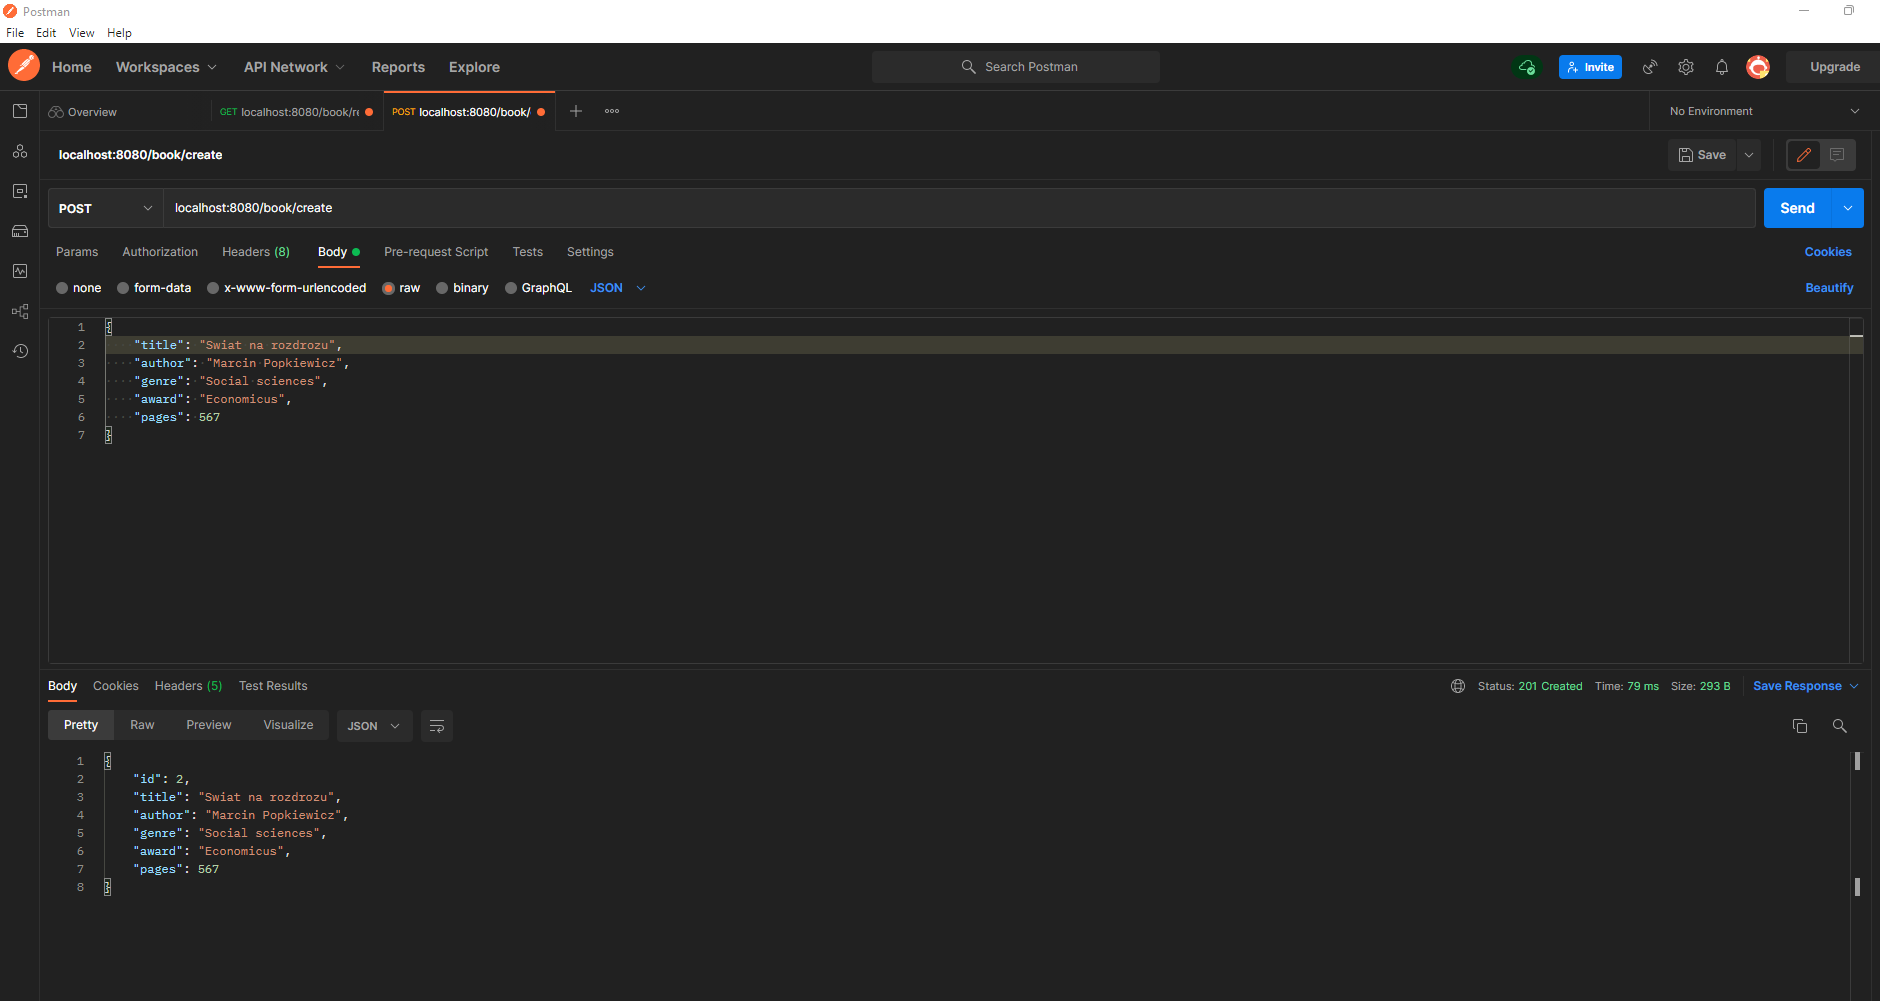 Postman
File Edit View Help
Home Workspaces API Network Reports Explore Search Postman Invite Upgrade
Overview GET localhost:8080/book/re POST localhost:8080/book/ No Environment
localhost:8080/book/create Save
POST localhost:8080/book/create Send
Params Authorization Headers (8) Body Pre-request Script Tests Settings Cookies
none form-data x-www-form-urlencoded raw binary GraphQL JSON Beautify
1 {
2 "title": "Swiat na rozdrozu",
3 "author": "Marcin Popkiewicz",
4 "genre": "Social sciences",
5 "award": "Economicus",
6 "pages": 567
7 }
Body Cookies Headers (5) Test Results Status: 201 Created Time: 79 ms Size: 293 B Save Response
Pretty Raw Preview Visualize JSON
1 {
2 "id": 2,
3 "title": "Swiat na rozdrozu",
4 "author": "Marcin Popkiewicz",
5 "genre": "Social sciences",
6 "award": "Economicus",
7 "pages": 567
8 }